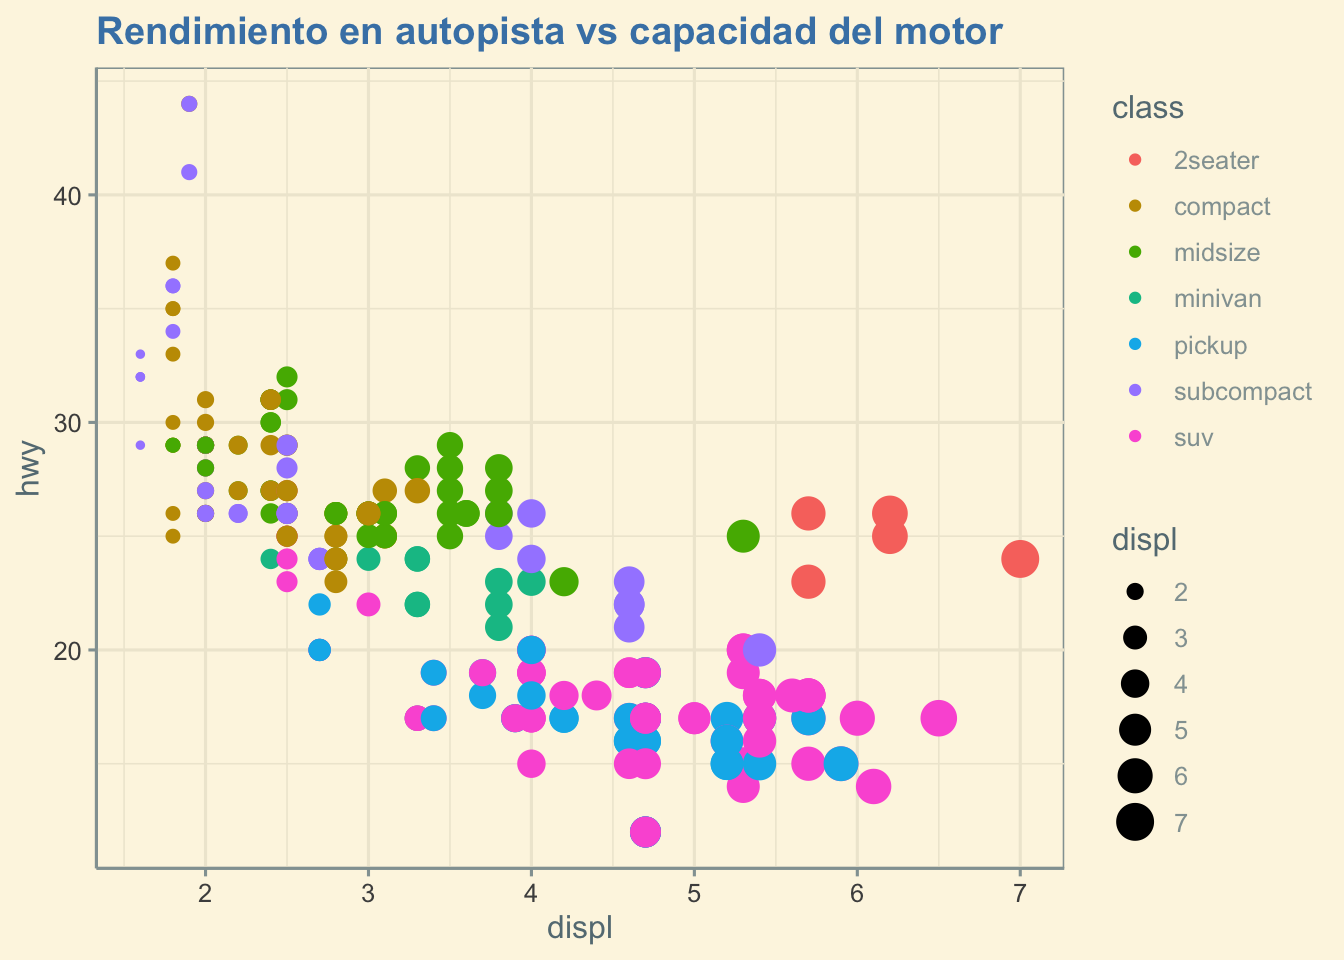 Rendimiento en autopista vs capacidad del motor
hwy
40
30
20
2 3 4 5 6 7
displ
class
2seater
compact
midsize
minivan
pickup
subcompact
suv
displ
2
3
4
5
6
7